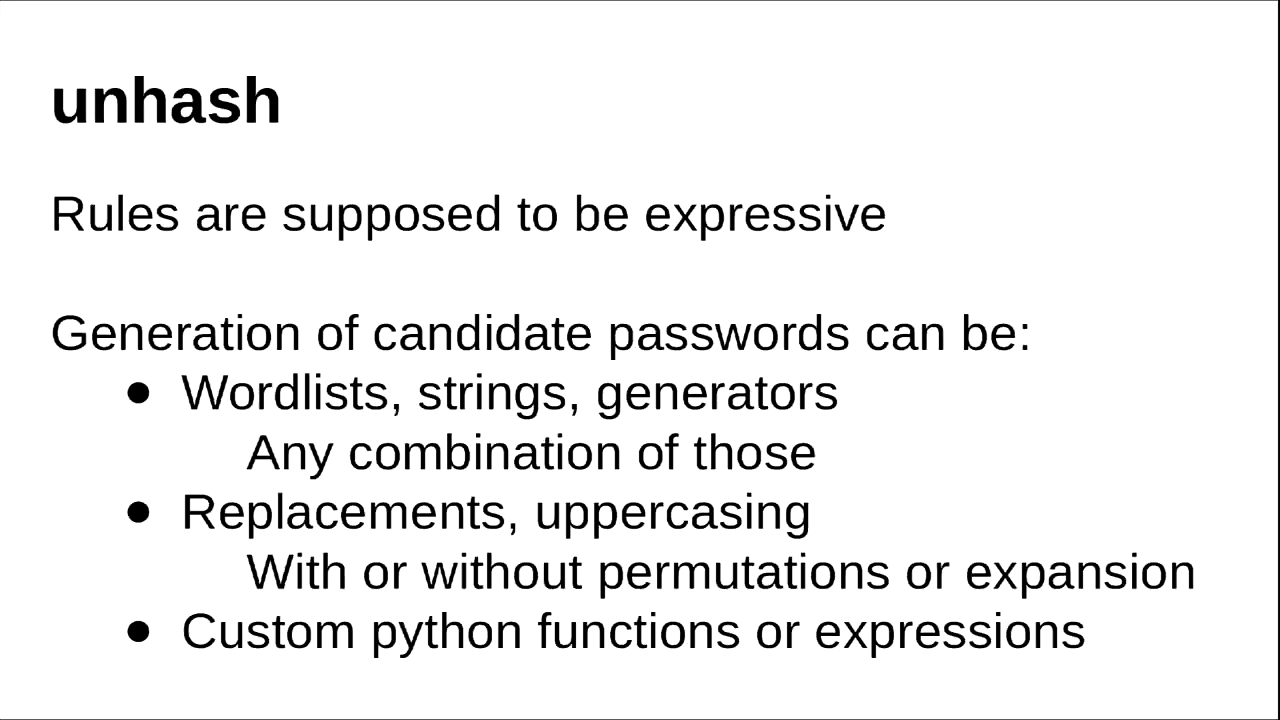 unhash
Rules are supposed to be expressive
Generation of candidate passwords can be:
● Wordlists, strings, generators
Any combination of those
● Replacements, uppercasing
With or without permutations or expansion
● Custom python functions or expressions